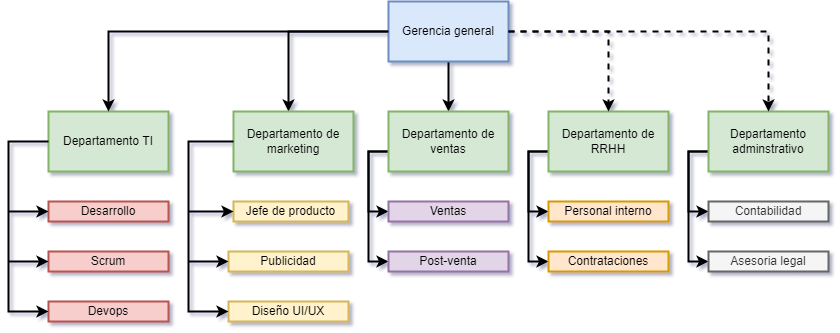 Gerencia general
Departamento TI
Departamento de
marketing
Departamento de
ventas
Departamento de
RRHH
Departamento
adminstrativo
Desarrollo
Jefe de producto
Ventas
Personal interno
Contabilidad
Scrum
Publicidad
Post-venta
Contrataciones
Asesoria legal
Devops
Diseño UI/UX